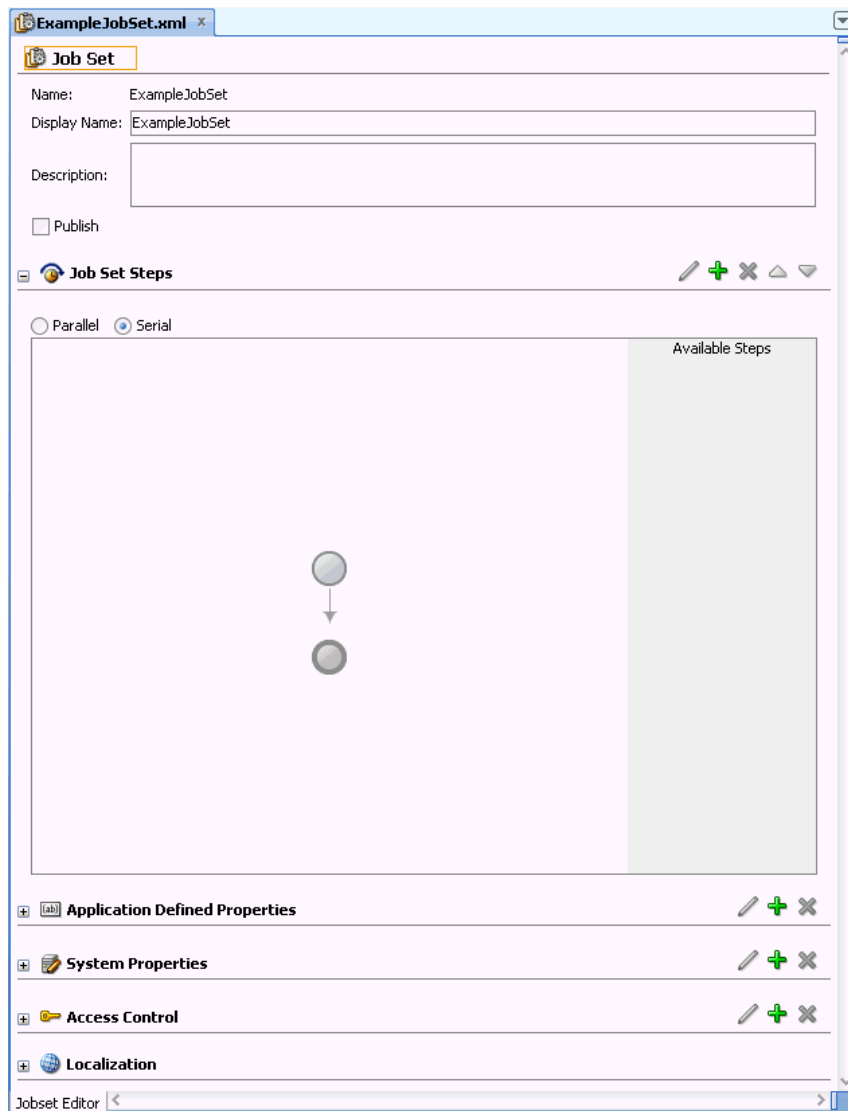 ExampleJobSet.xml x
Job Set
Name: ExampleJobSet
Display Name: ExampleJobSet
Description:
Publish
Job Set Steps
Parallel Serial
Available Steps
(ab) Application Defined Properties
System Properties
Access Control
Localization
Jobset Editor